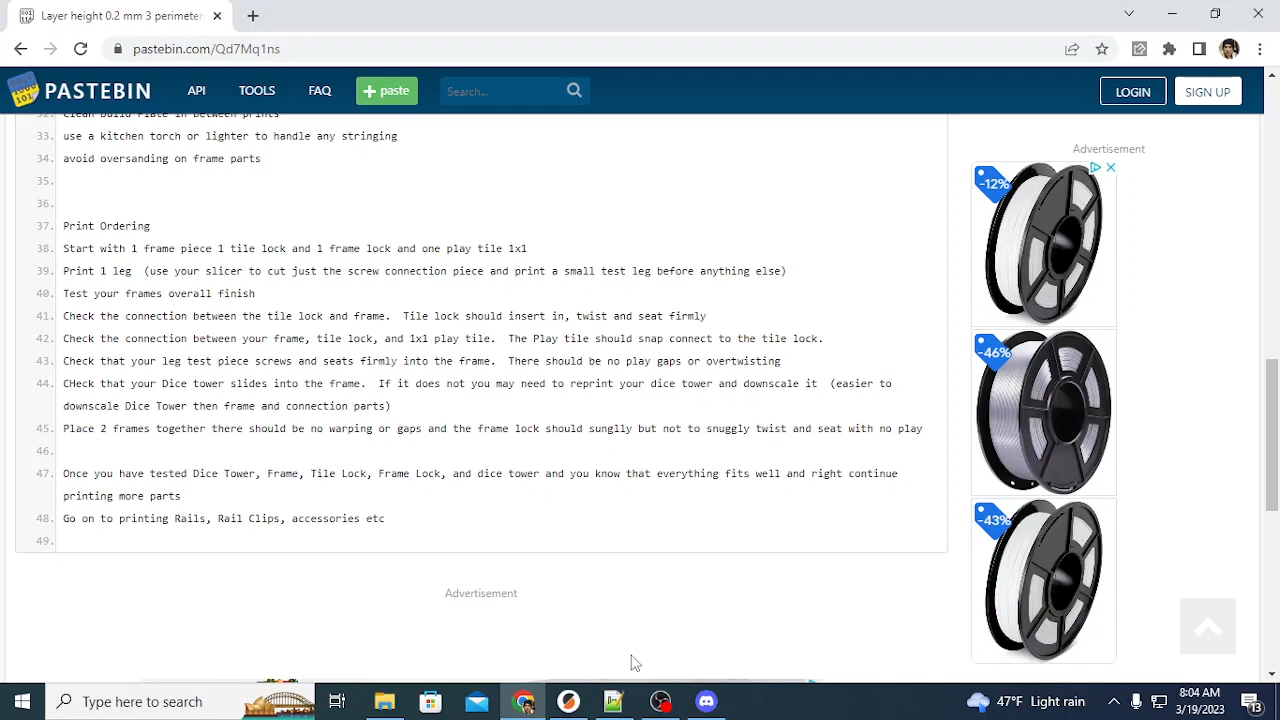 Layer height 0.2 mm 3 perimeter
pastebin.com/Qd7Mq1ns
PASTEBIN
API
TOOLS
FAQ
+ paste
Search...
LOGIN
SIGN UP
32. Clean Build Plate in between prints
33. use a kitchen torch or lighter to handle any stringing
34. avoid oversanding on frame parts
35.
36.
37. Print Ordering
38. Start with 1 frame piece 1 tile lock and 1 frame lock and one play tile 1x1
39. Print 1 leg  (use your slicer to cut just the screw connection piece and print a small test leg before anything else)
40. Test your frames overall finish
41. Check the connection between the tile lock and frame.  Tile lock should insert in, twist and seat firmly
42. Check the connection between your frame, tile lock, and 1x1 play tile.  The Play tile should snap connect to the tile lock.
43. Check that your leg test piece screws and seats firmly into the frame.  There should be no play gaps or overtwisting
44. CHeck that your Dice tower slides into the frame.  If it does not you may need to reprint your dice tower and downscale it  (easier to
downscale Dice Tower then frame and connection parts)
45. Place 2 frames together there should be no warping or gaps and the frame lock should sunglly but not to snuggly twist and seat with no play
46.
47. Once you have tested Dice Tower, Frame, Tile Lock, Frame Lock, and dice tower and you know that everything fits well and right continue
printing more parts
48. Go on to printing Rails, Rail Clips, accessories etc
49.
Advertisement
Advertisement
-12%
-46%
-43%
Type here to search
47°F Light rain
8:04 AM
3/19/2023
13